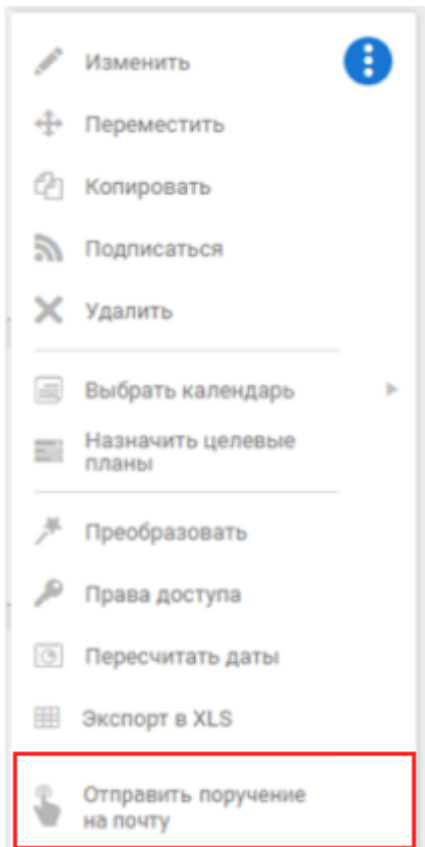 Изменить
Переместить
Копировать
Подписаться
Удалить
Выбрать календарь
Назначить целевые
планы
Преобразовать
Права доступа
Пересчитать даты
Экспорт в XLS
Отправить поручение
на почту